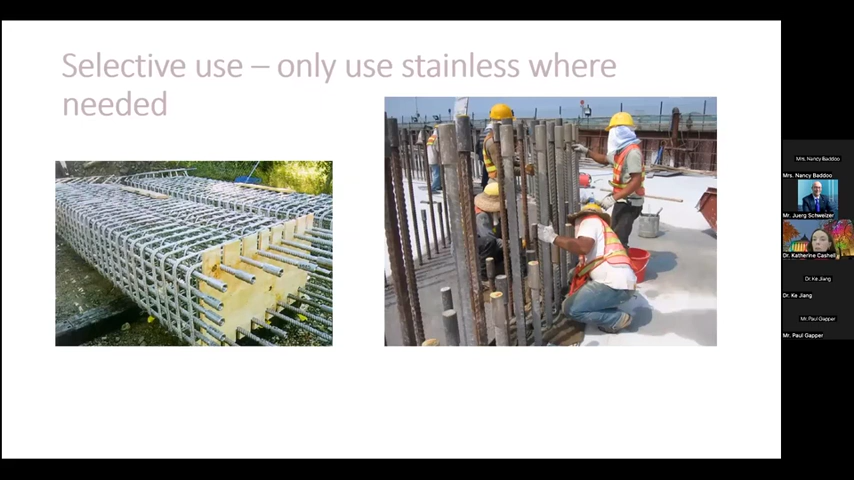 Selective use – only use stainless where
needed
Mrs. Nancy Baddoo
Mrs. Nancy Baddoo
Mr. Juerg Schweizer
Dr. Katherine Cashell
Dr. Ke Jiang
Dr. Ke Jiang
Mr. Paul Gapper
Mr. Paul Gapper